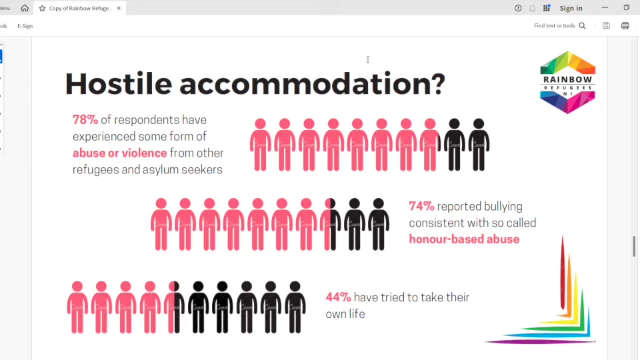 Menu
Copy of Rainbow Refuge...
Sign in
E-Sign
Find text or tools
Hostile accommodation?
RAINBOW
REFUGEES
NI
78% of respondents have
experienced some form of
abuse or violence from other
refugees and asylum seekers
74% reported bullying
consistent with so called
honour-based abuse
44% have tried to take their
own life